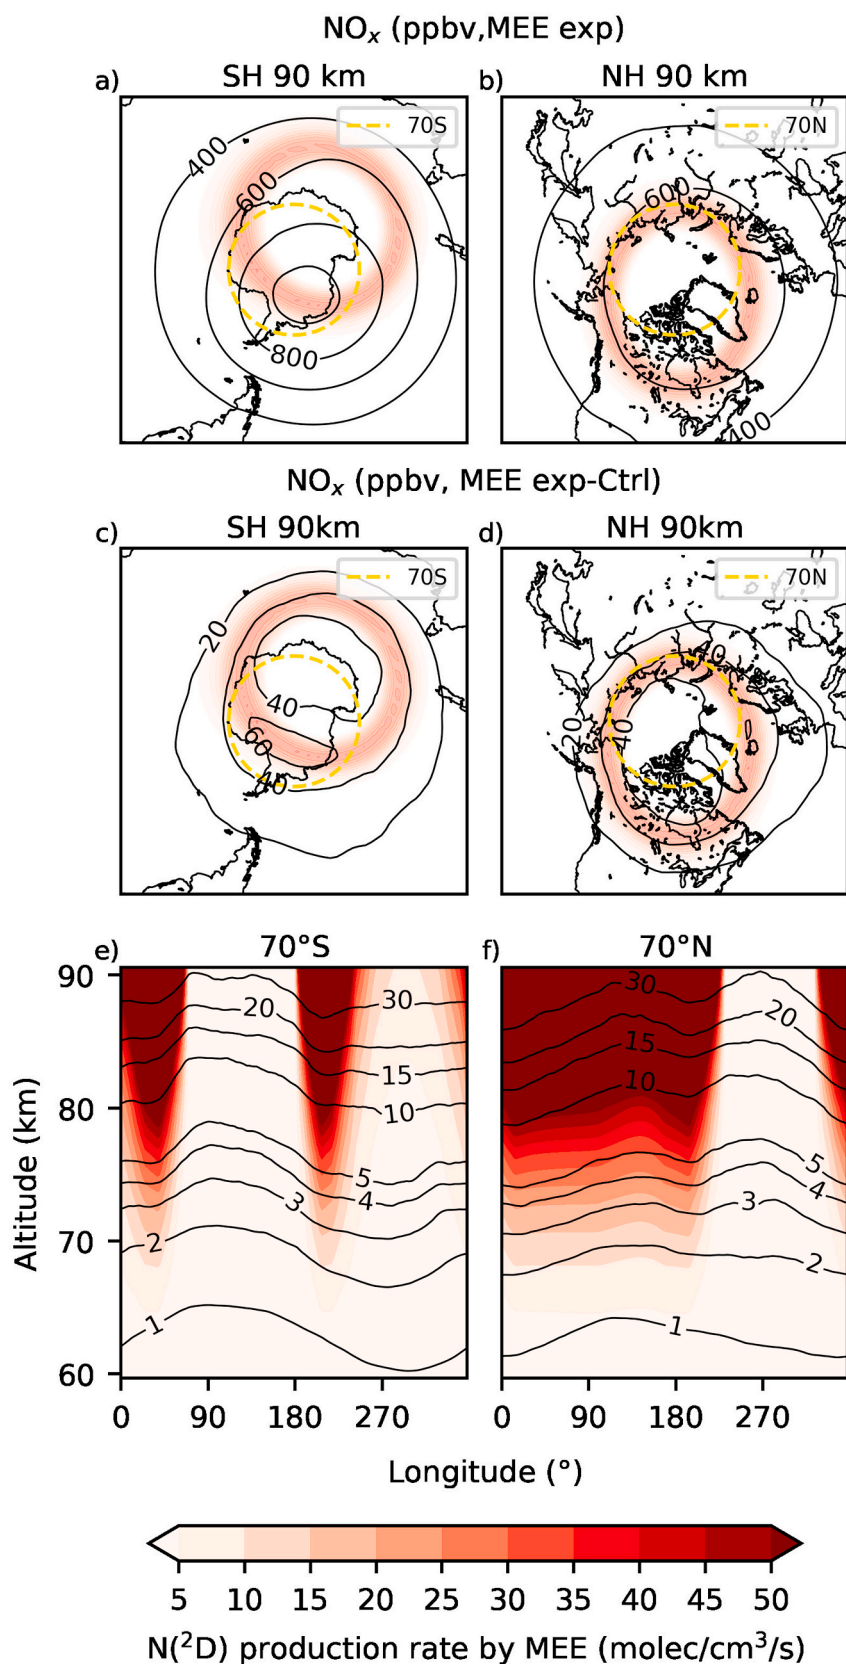 NOₓ (ppbv,MEE exp)
a) SH 90 km
b) NH 90 km
70S
400
600
800
70N
600
400
NOₓ (ppbv, MEE exp-Ctrl)
c) SH 90km
d) NH 90km
70S
20
40
60
40
70N
40
20
40
e) 70°S
f) 70°N
Altitude (km)
90
80
70
60
20
30
15
10
5
4
3
2
1
30
20
15
10
5
4
3
2
1
0 90 180 270
0 90 180 270
Longitude (°)
5 10 15 20 25 30 35 40 45 50
N(²D) production rate by MEE (molec/cm³/s)